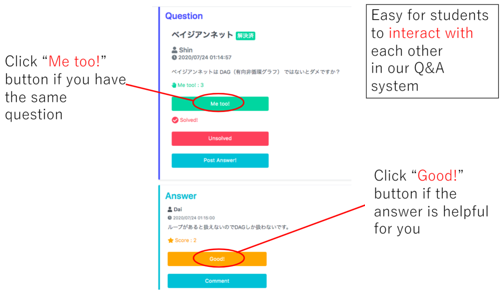 Question
ベイジアンネット 解決済
Shin
2020/07/24 01:14:57
ベイジアンネットは DAG (有向非循環グラフ) ではないとダメですか?
Me too! : 3
Me too!
Solved!
Unsolved
Post Answer!
Answer
Dai
2020/07/24 01:15:00
ループがあると扱えないのでDAGしか扱わないです。
Score : 2
Good!
Comment
Click “Me too!”
button if you have
the same
question
Easy for students
to interact with
each other
in our Q&A
system
Click “Good!”
button if the
answer is helpful
for you